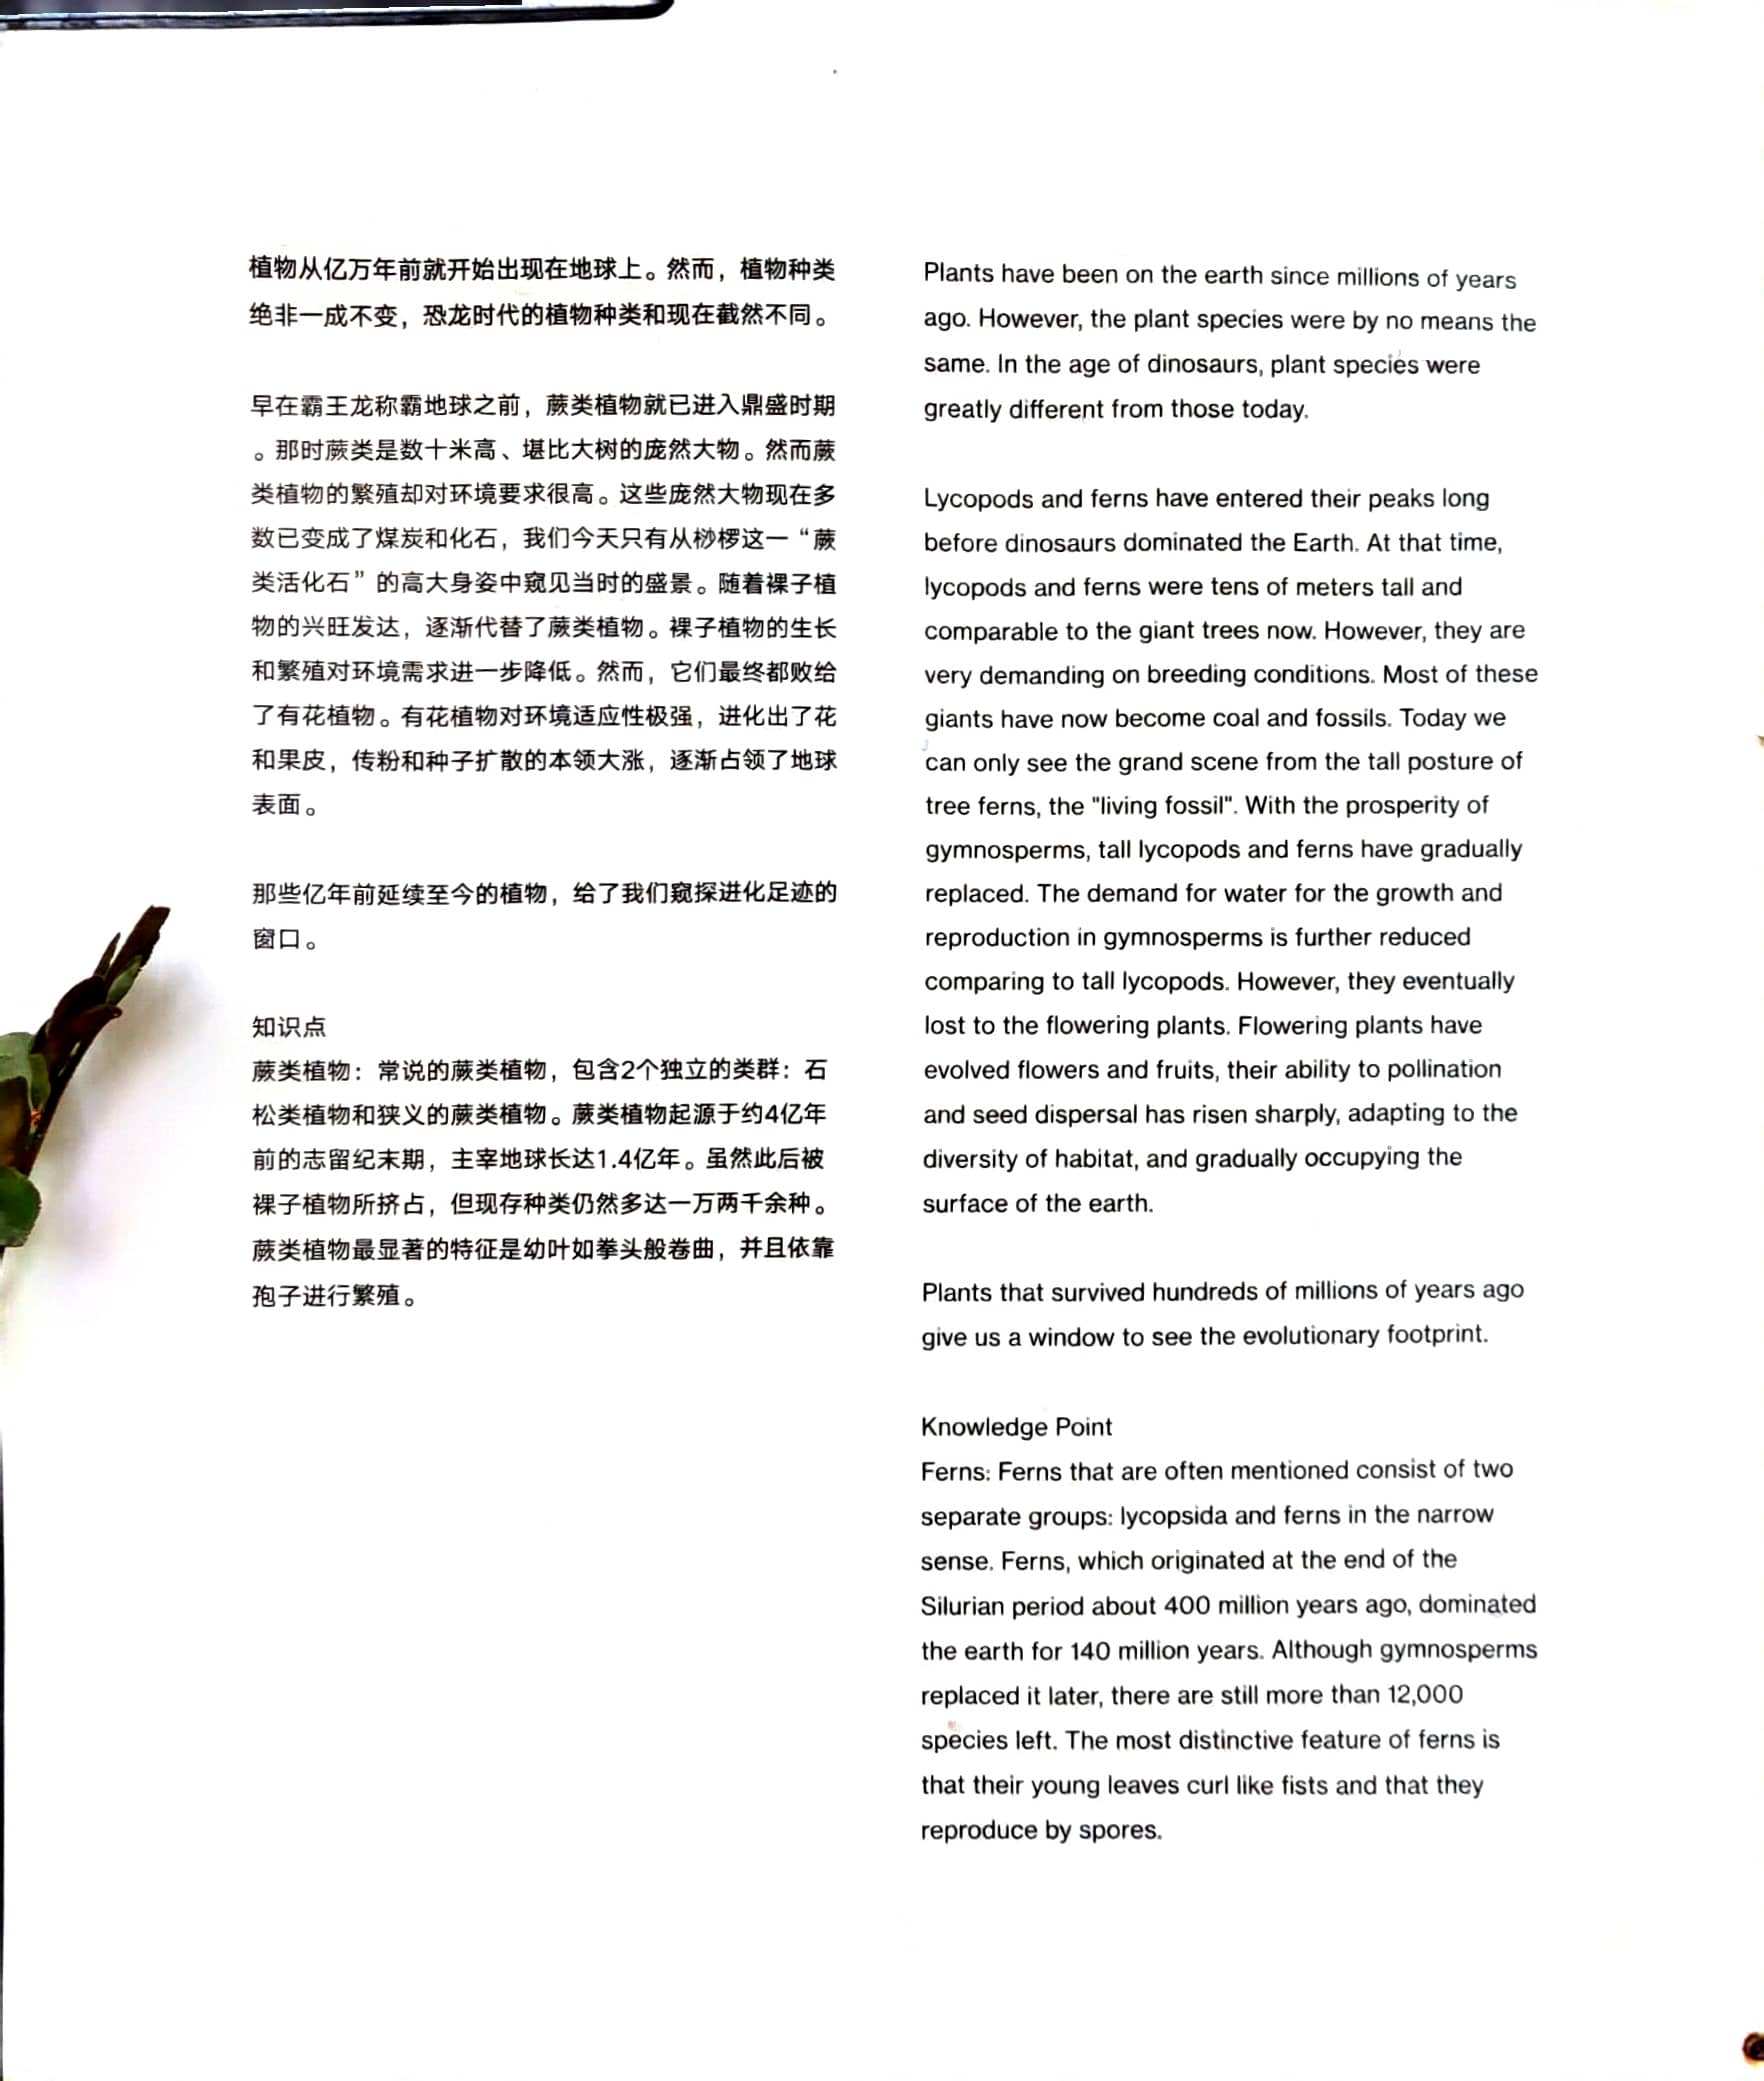 植物从亿万年前就开始出现在地球上。然而，植物种类
绝非一成不变，恐龙时代的植物种类和现在截然不同。
早在霸王龙称霸地球之前，蕨类植物就已进入鼎盛时期
。那时蕨类是数十米高、堪比大树的庞然大物。然而蕨
类植物的繁殖却对环境要求很高。这些庞然大物现在多
数已变成了煤炭和化石，我们今天只有从桫椤这一“蕨
类活化石”的高大身姿中窥见当时的盛景。随着裸子植
物的兴旺发达，逐渐代替了蕨类植物。裸子植物的生长
和繁殖对环境需求进一步降低。然而，它们最终都败给
了有花植物。有花植物对环境适应性极强，进化出了花
和果皮，传粉和种子扩散的本领大涨，逐渐占领了地球
表面。
那些亿年前延续至今的植物，给了我们窥探进化足迹的
窗口。
知识点
蕨类植物：常说的蕨类植物，包含2个独立的类群：石
松类植物和狭义的蕨类植物。蕨类植物起源于约4亿年
前的志留纪末期，主宰地球长达1.4亿年。虽然此后被
裸子植物所挤占，但现存种类仍然多达一万两千余种。
蕨类植物最显著的特征是幼叶如拳头般卷曲，并且依靠
孢子进行繁殖。
Plants have been on the earth since millions of years
ago. However, the plant species were by no means the
same. In the age of dinosaurs, plant species were
greatly different from those today.
Lycopods and ferns have entered their peaks long
before dinosaurs dominated the Earth. At that time,
lycopods and ferns were tens of meters tall and
comparable to the giant trees now. However, they are
very demanding on breeding conditions. Most of these
giants have now become coal and fossils. Today we
can only see the grand scene from the tall posture of
tree ferns, the "living fossil". With the prosperity of
gymnosperms, tall lycopods and ferns have gradually
replaced. The demand for water for the growth and
reproduction in gymnosperms is further reduced
comparing to tall lycopods. However, they eventually
lost to the flowering plants. Flowering plants have
evolved flowers and fruits, their ability to pollination
and seed dispersal has risen sharply, adapting to the
diversity of habitat, and gradually occupying the
surface of the earth.
Plants that survived hundreds of millions of years ago
give us a window to see the evolutionary footprint.
Knowledge Point
Ferns: Ferns that are often mentioned consist of two
separate groups: lycopsida and ferns in the narrow
sense. Ferns, which originated at the end of the
Silurian period about 400 million years ago, dominated
the earth for 140 million years. Although gymnosperms
replaced it later, there are still more than 12,000
species left. The most distinctive feature of ferns is
that their young leaves curl like fists and that they
reproduce by spores.